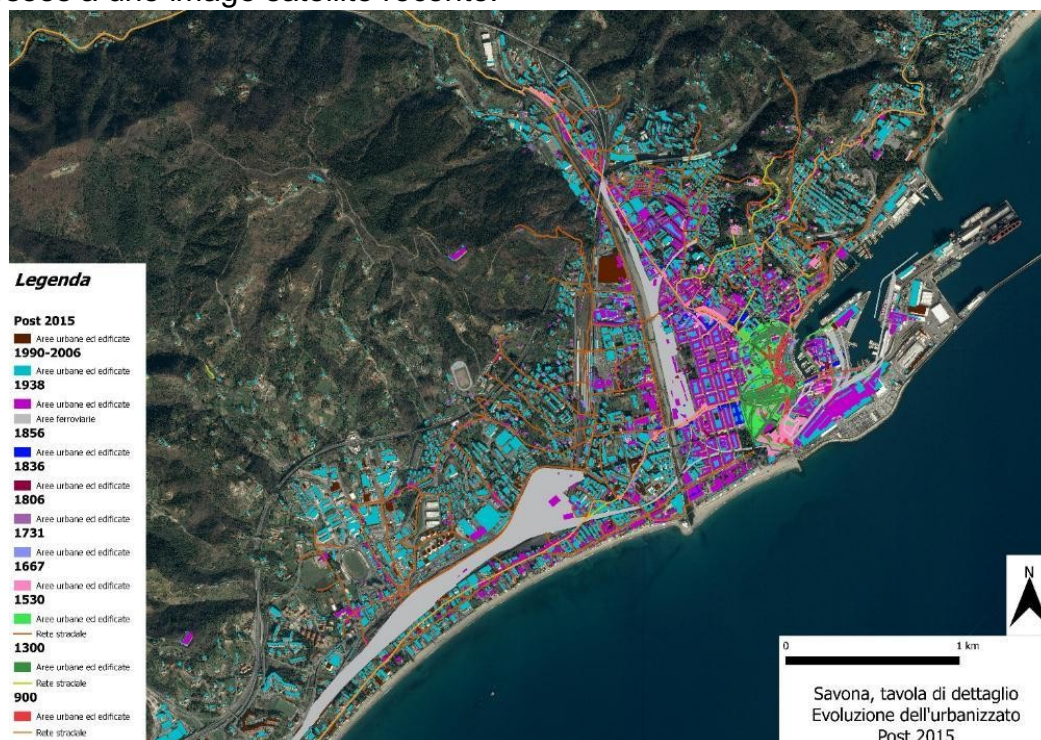 Legenda
Post 2015
Aree urbane ed edificate
1990-2006
Aree urbane ed edificate
1938
Aree urbane ed edificate
Aree ferroviarie
1856
Aree urbane ed edificate
1836
Aree urbane ed edificate
1806
Aree urbane ed edificate
1731
Aree urbane ed edificate
1667
Aree urbane ed edificate
1530
Aree urbane ed edificate
Rete stradale
1300
Aree urbane ed edificate
Rete stradale
900
Aree urbane ed edificate
Rete stradale
N
0 1 km
Savona, tavola di dettaglio
Evoluzione dell'urbanizzato
Post 2015